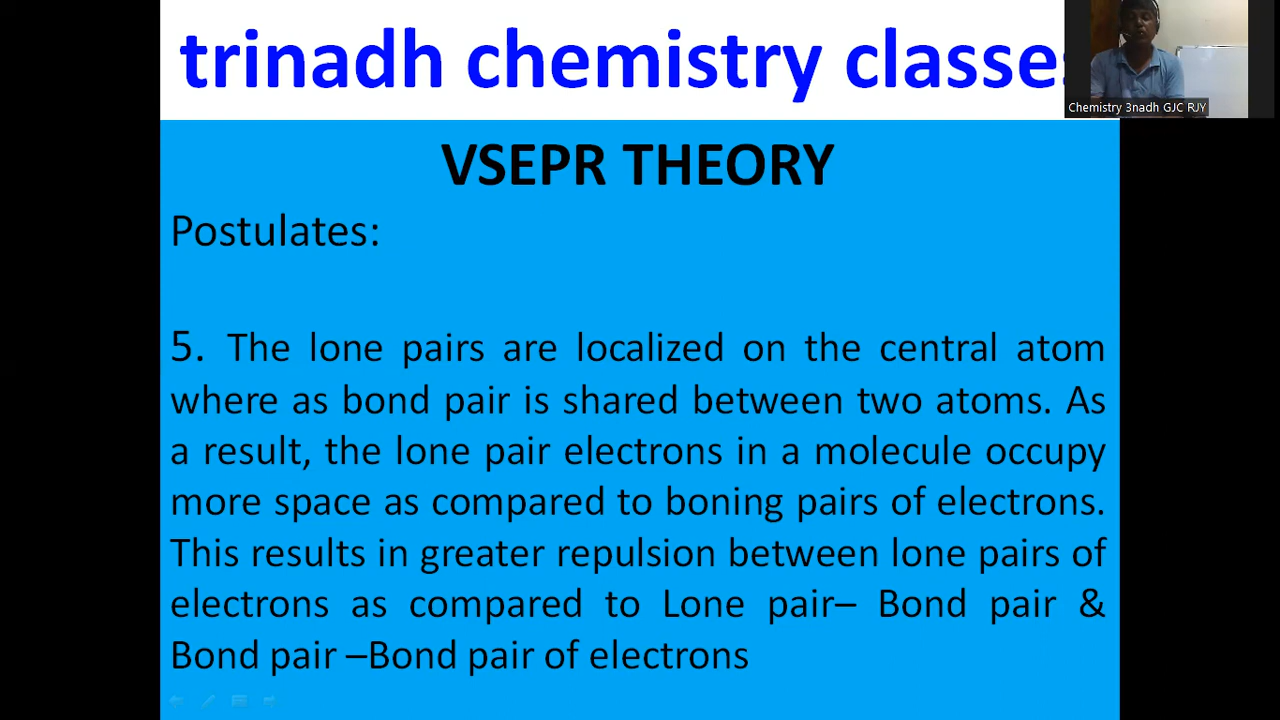 trinadh chemistry classes
Chemistry 3nadh GJC RJY
VSEPR THEORY
Postulates:
5. The lone pairs are localized on the central atom
where as bond pair is shared between two atoms. As
a result, the lone pair electrons in a molecule occupy
more space as compared to boning pairs of electrons.
This results in greater repulsion between lone pairs of
electrons as compared to Lone pair– Bond pair &
Bond pair –Bond pair of electrons